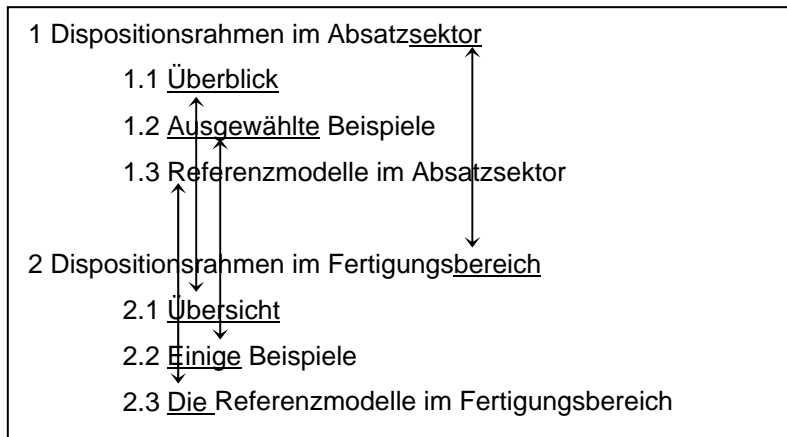 1 Dispositionsrahmen im Absatzsektor
1.1 Überblick
1.2 Ausgewählte Beispiele
1.3 Referenzmodelle im Absatzsektor
2 Dispositionsrahmen im Fertigungsbereich
2.1 Übersicht
2.2 Einige Beispiele
2.3 Die Referenzmodelle im Fertigungsbereich